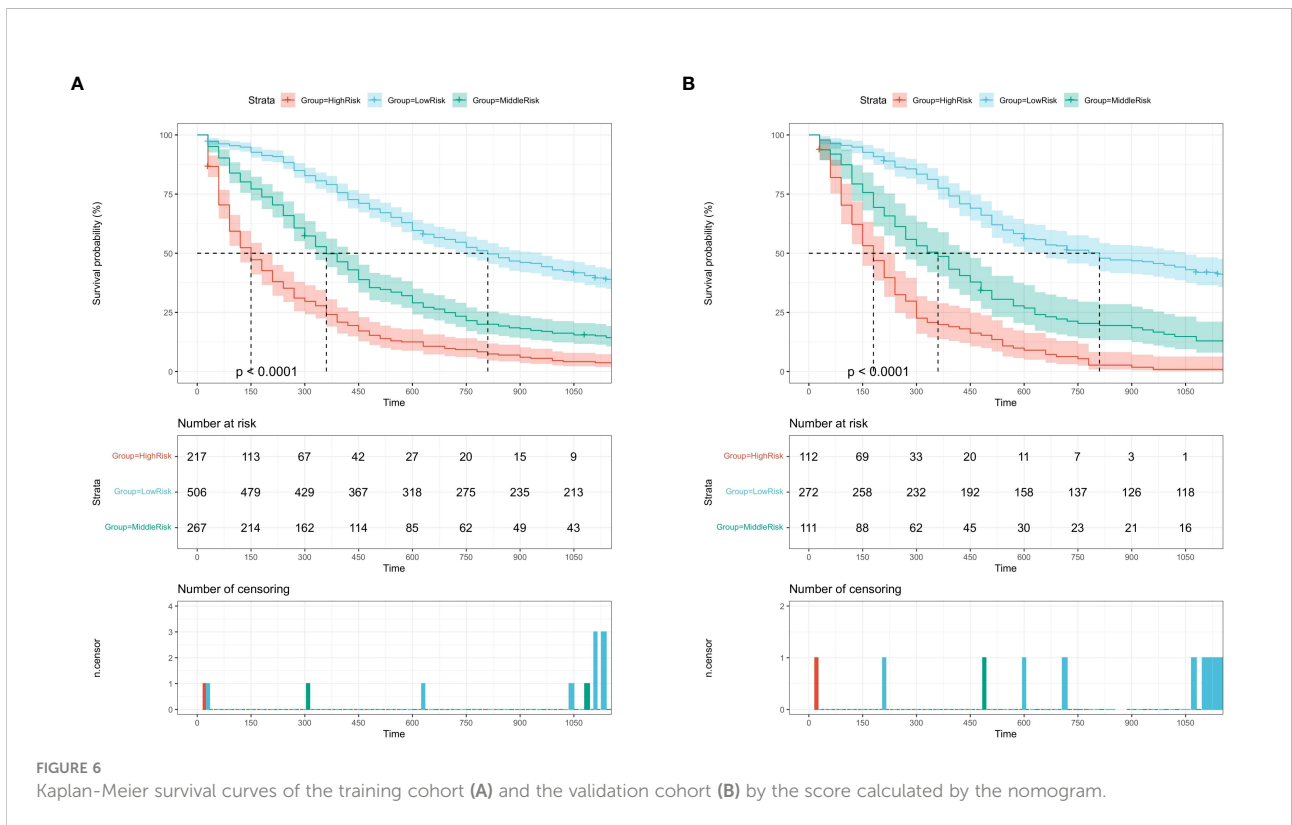 A
Strata Group=HighRisk Group=LowRisk Group=MiddleRisk
Survival probability (%)
100
75
50
25
0
p < 0.0001
0 150 300 450 600 750 900 1050
Time
Number at risk
Strata
Group=HighRisk 217 113 67 42 27 20 15 9
Group=LowRisk 506 479 429 367 318 275 235 213
Group=MiddleRisk 267 214 162 114 85 62 49 43
0 150 300 450 600 750 900 1050
Time
Number of censoring
n.censor
4
3
2
1
0
0 150 300 450 600 750 900 1050
Time
B
Strata Group=HighRisk Group=LowRisk Group=MiddleRisk
Survival probability (%)
100
75
50
25
0
p < 0.0001
0 150 300 450 600 750 900 1050
Time
Number at risk
Strata
Group=HighRisk 112 69 33 20 11 7 3 1
Group=LowRisk 272 258 232 192 158 137 126 118
Group=MiddleRisk 111 88 62 45 30 23 21 16
0 150 300 450 600 750 900 1050
Time
Number of censoring
n.censor
2
1
0
0 150 300 450 600 750 900 1050
Time
FIGURE 6
Kaplan-Meier survival curves of the training cohort (A) and the validation cohort (B) by the score calculated by the nomogram.